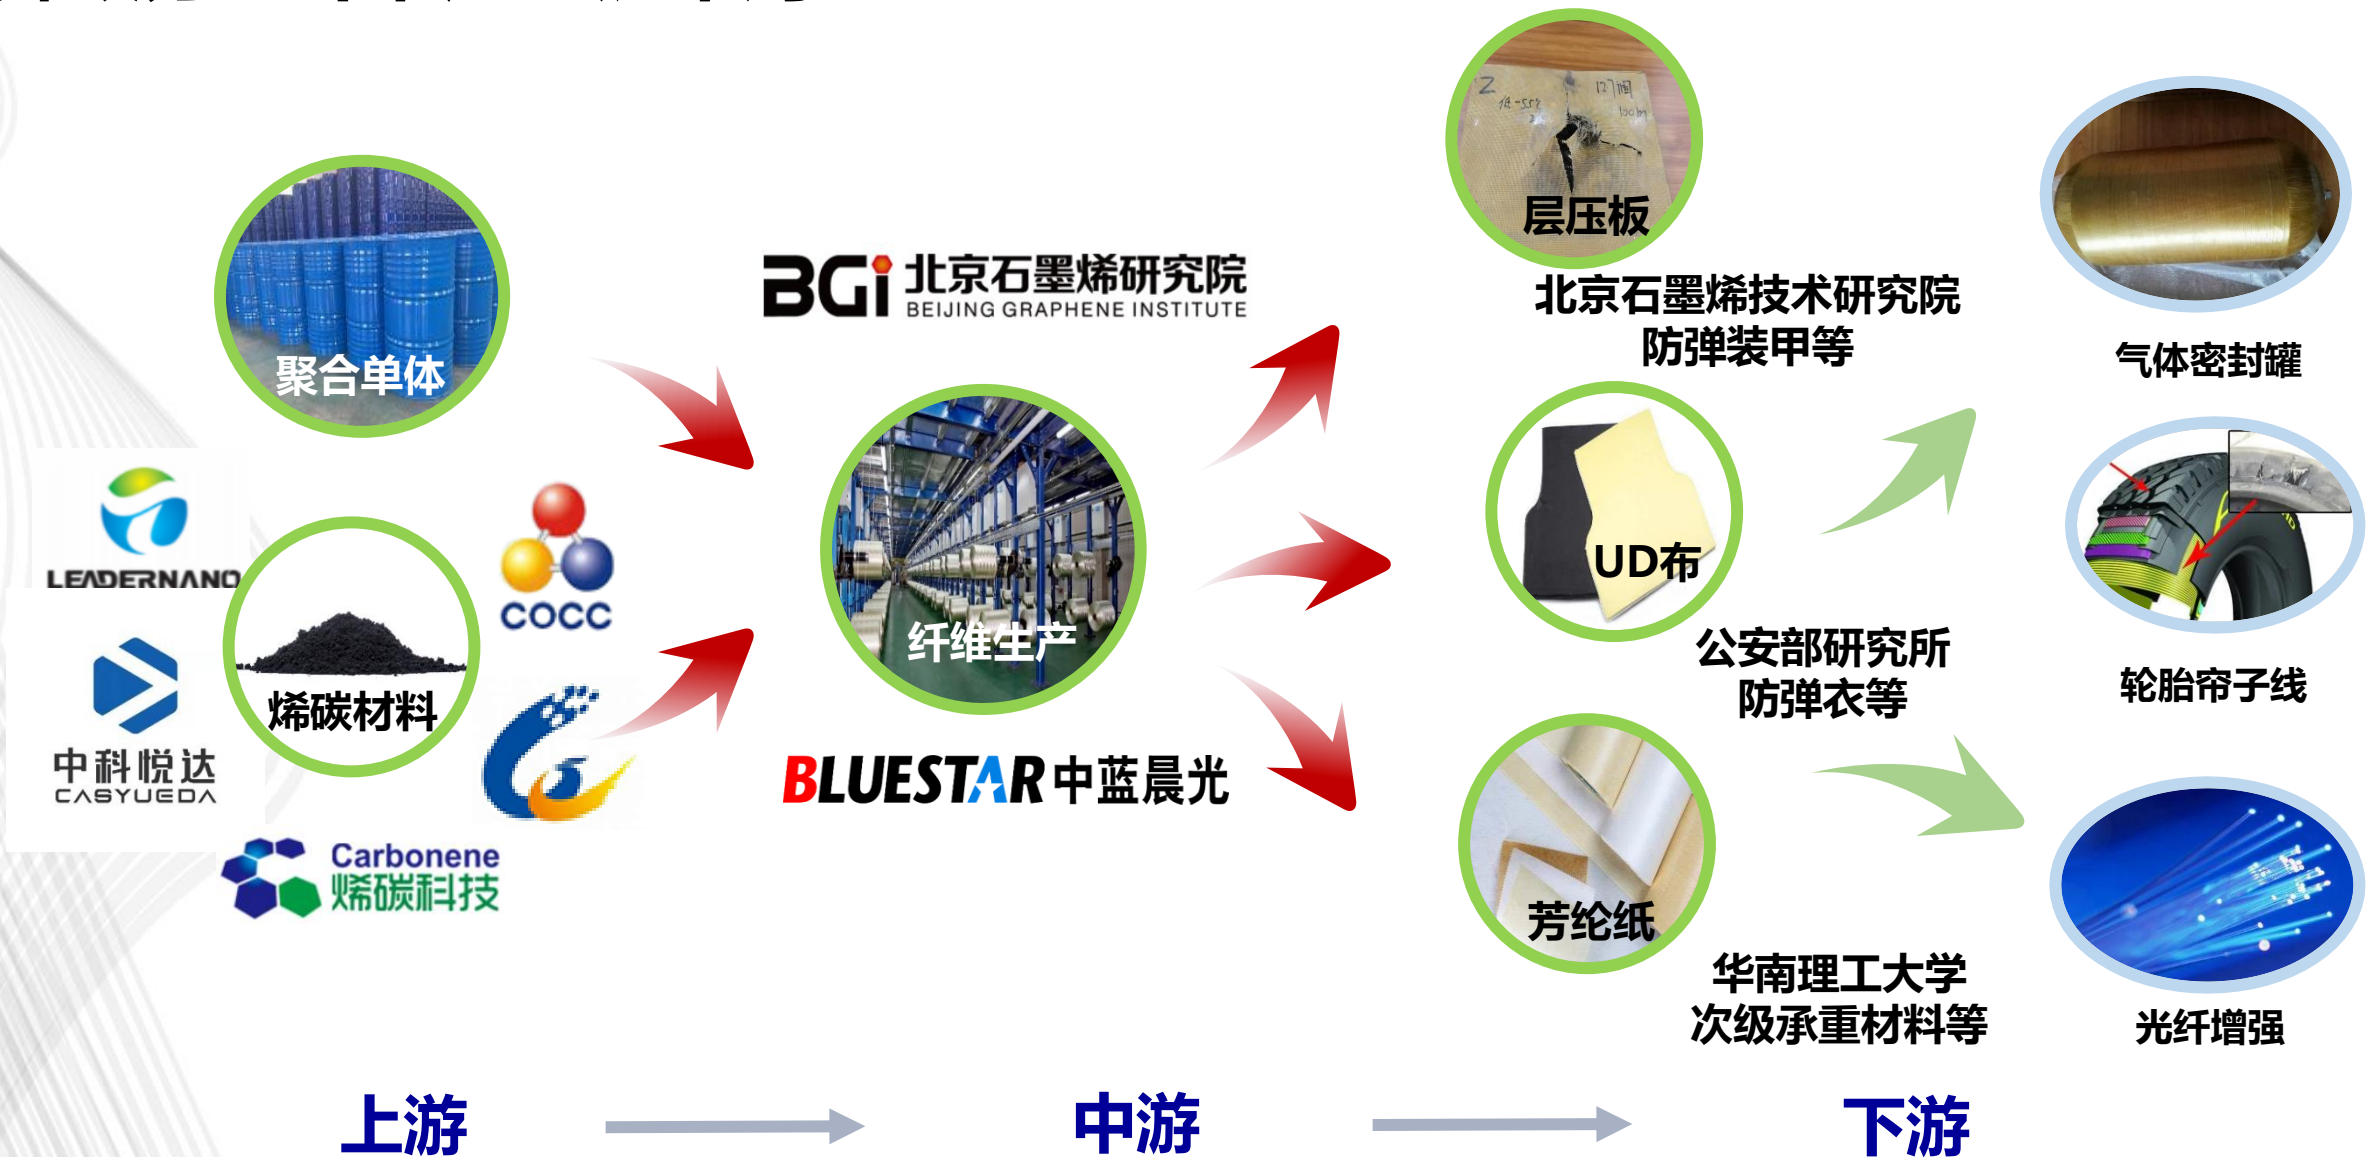 聚合单体
LEADERNANO
烯碳材料
COCC
中科悦达
CASYUEDA
Carbonene
烯碳科技
BGi 北京石墨烯研究院
BEIJING GRAPHENE INSTITUTE
纤维生产
BLUESTAR 中蓝晨光
层压板
北京石墨烯技术研究院
防弹装甲等
UD布
公安部研究所
防弹衣等
芳纶纸
华南理工大学
次级承重材料等
气体密封罐
轮胎帘子线
光纤增强
上游
中游
下游